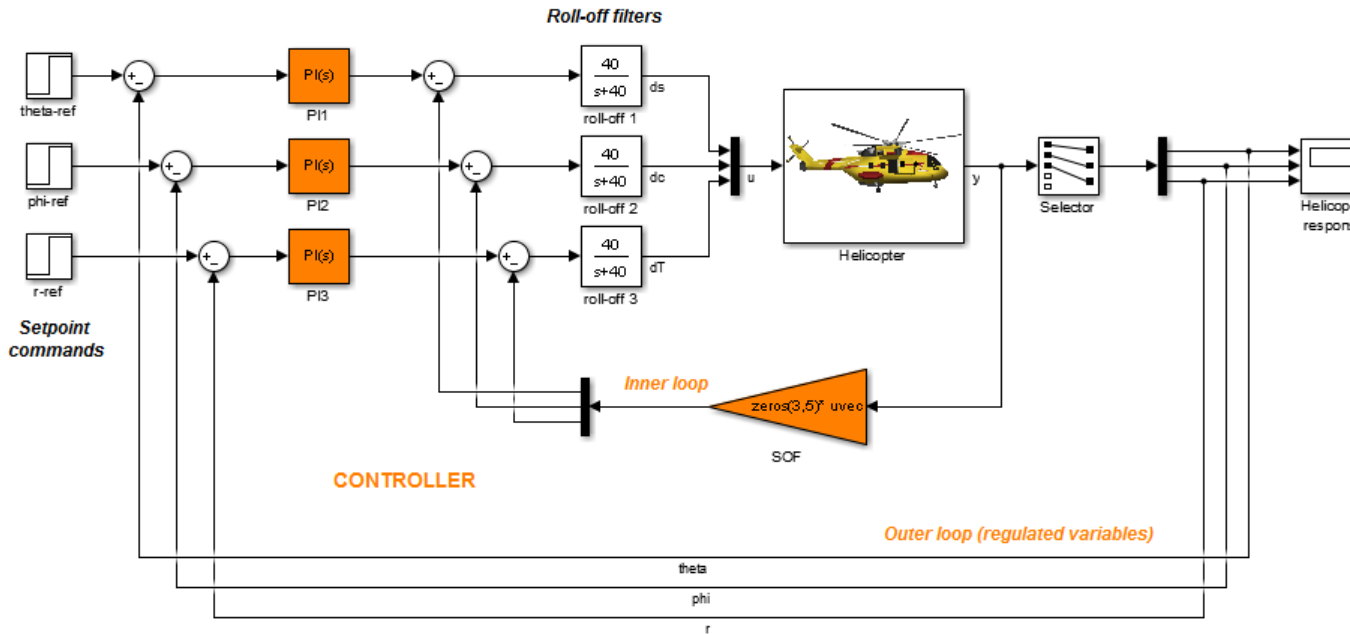 Roll-off filters
theta-ref
+
-
PI(s)
PI1
+
-
40
s+40
roll-off 1
ds
phi-ref
+
-
PI(s)
PI2
+
-
40
s+40
roll-off 2
dc
r-ref
+
-
PI(s)
PI3
+
-
40
s+40
roll-off 3
dT
u
Helicopter
y
Selector
Helicop
respons
Setpoint
commands
Inner loop
zeros(3,5)* uvec
SOF
CONTROLLER
Outer loop (regulated variables)
theta
phi
r